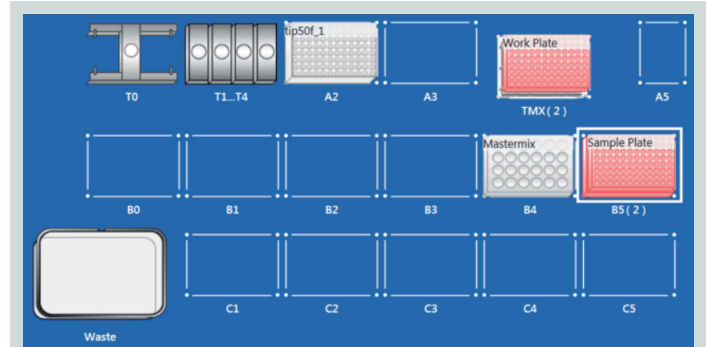 tip50f_1
Work Plate
T0
T1...T4
A2
A3
TMX ( 2 )
A5
Mastermix
Sample Plate
B0
B1
B2
B3
B4
B5 ( 2 )
C1
C2
C3
C4
C5
Waste